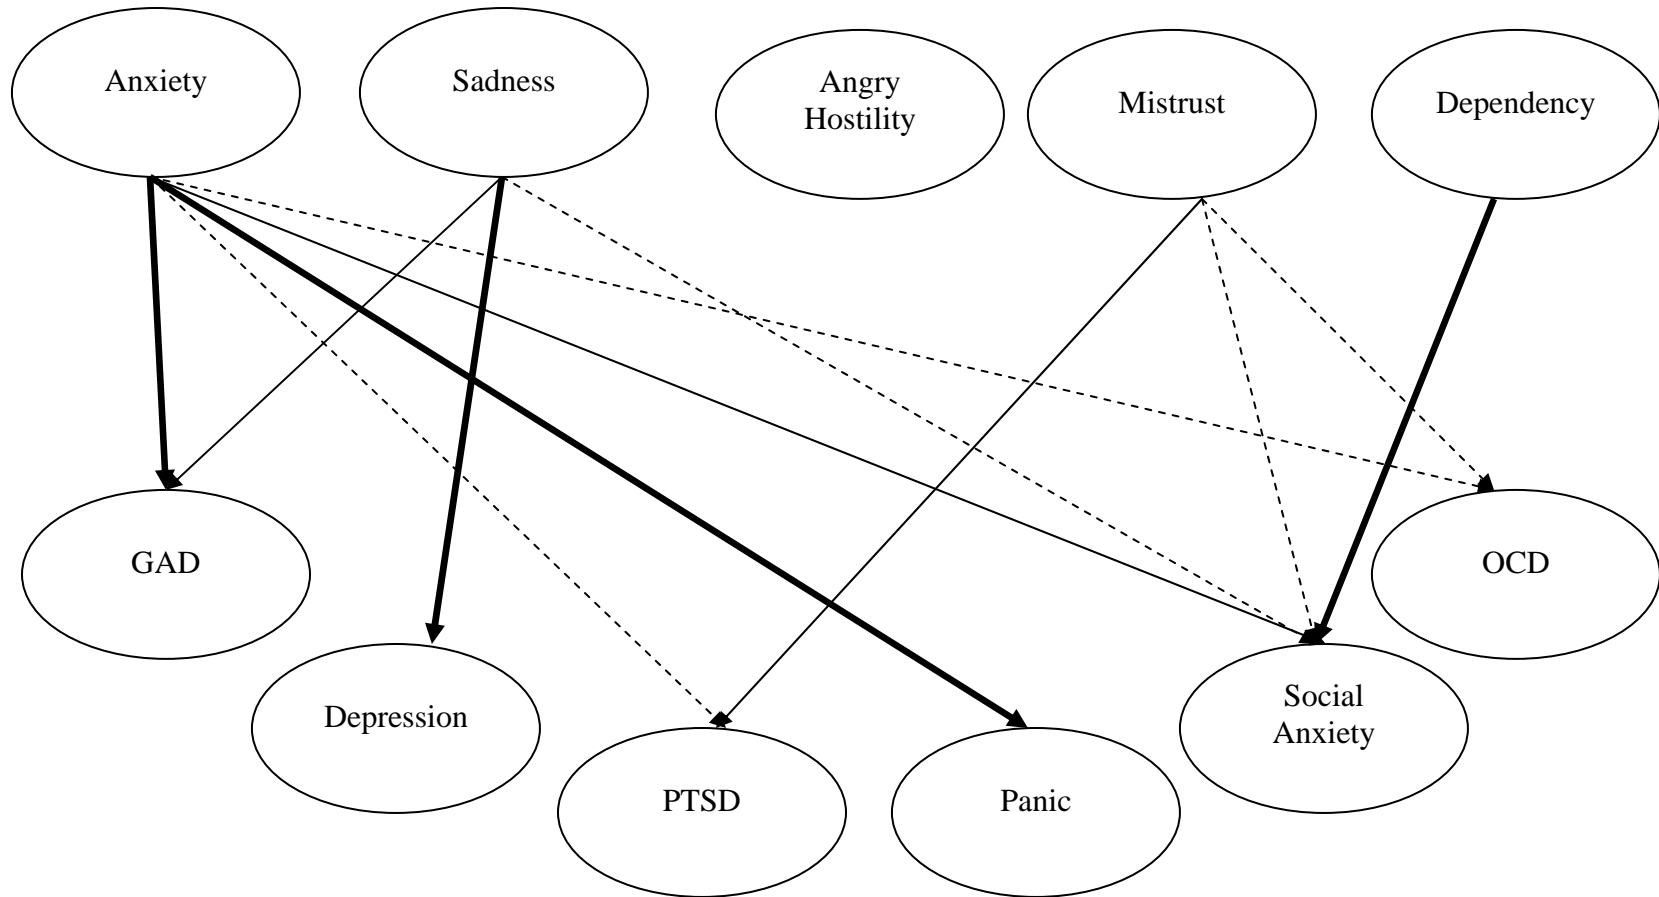 Anxiety
Sadness
Angry
Hostility
Mistrust
Dependency
GAD
OCD
Depression
Social
Anxiety
PTSD
Panic